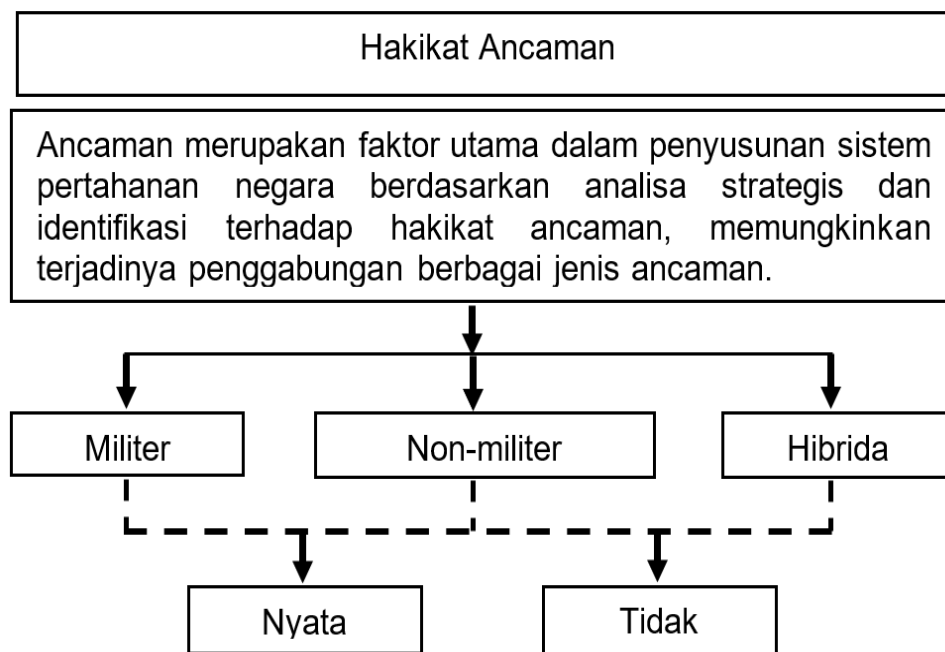 Hakikat Ancaman
Ancaman merupakan faktor utama dalam penyusunan sistem
pertahanan negara berdasarkan analisa strategis dan
identifikasi terhadap hakikat ancaman, memungkinkan
terjadinya penggabungan berbagai jenis ancaman.
Militer
Non-militer
Hibrida
Nyata
Tidak